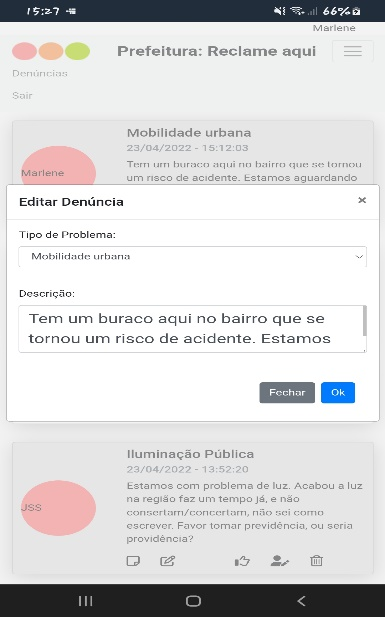 15:27
66%
Marlene
Prefeitura: Reclame aqui
Denúncias
Sair
Mobilidade urbana
23/04/2022 - 15:12:03
Marlene
Tem um buraco aqui no bairro que se tornou
um risco de acidente. Estamos aguardando
Editar Denúncia
×
Tipo de Problema:
Mobilidade urbana
Descrição:
Tem um buraco aqui no bairro que se
tornou um risco de acidente. Estamos
Fechar
Ok
Iluminação Pública
23/04/2022 - 13:52:20
JSS
Estamos com problema de luz. Acabou a luz
na região faz um tempo já, e não
consertam/concertam, não sei como
escrever. Favor tomar previdência, ou seria
providência?